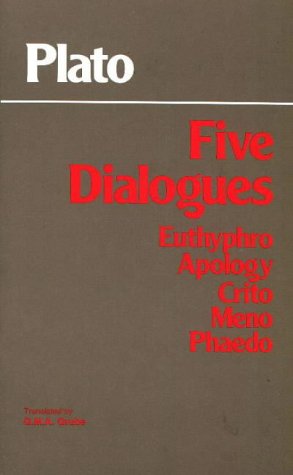 Plato
Five
Dialogues
Euthyphro
Apology
Crito
Meno
Phaedo
Translated by
G.M.A. Grube